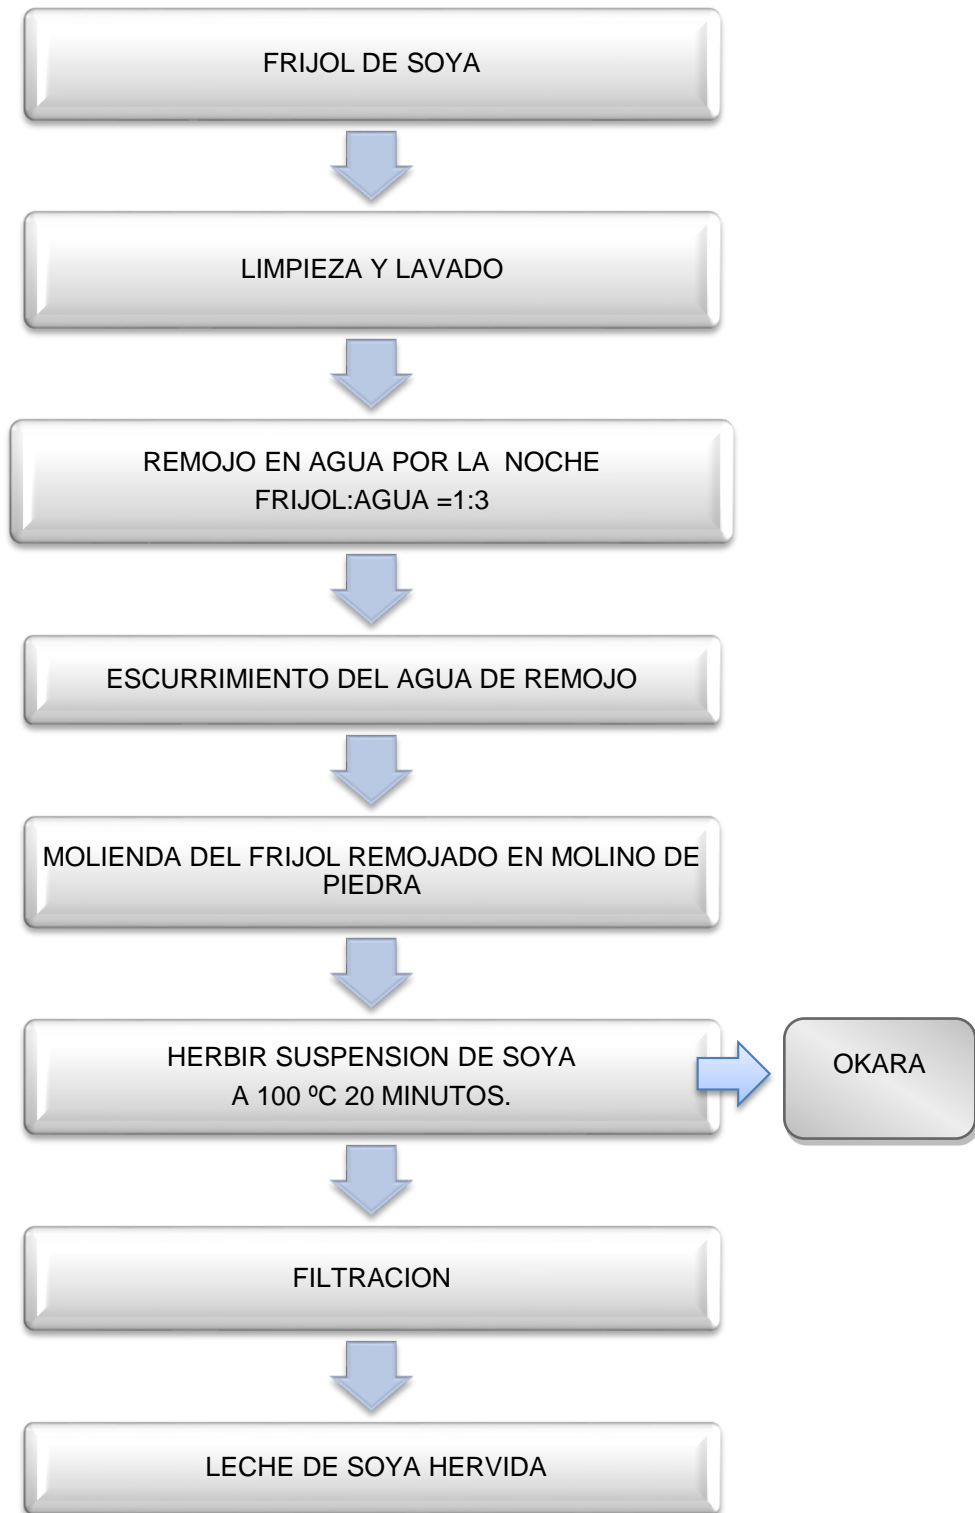 FRIJOL DE SOYA
LIMPIEZA Y LAVADO
REMOJO EN AGUA POR LA NOCHE
FRIJOL:AGUA =1:3
ESCURRIMIENTO DEL AGUA DE REMOJO
MOLIENDA DEL FRIJOL REMOJADO EN MOLINO DE
PIEDRA
HERBIR SUSPENSION DE SOYA
A 100 ºC 20 MINUTOS.
OKARA
FILTRACION
LECHE DE SOYA HERVIDA